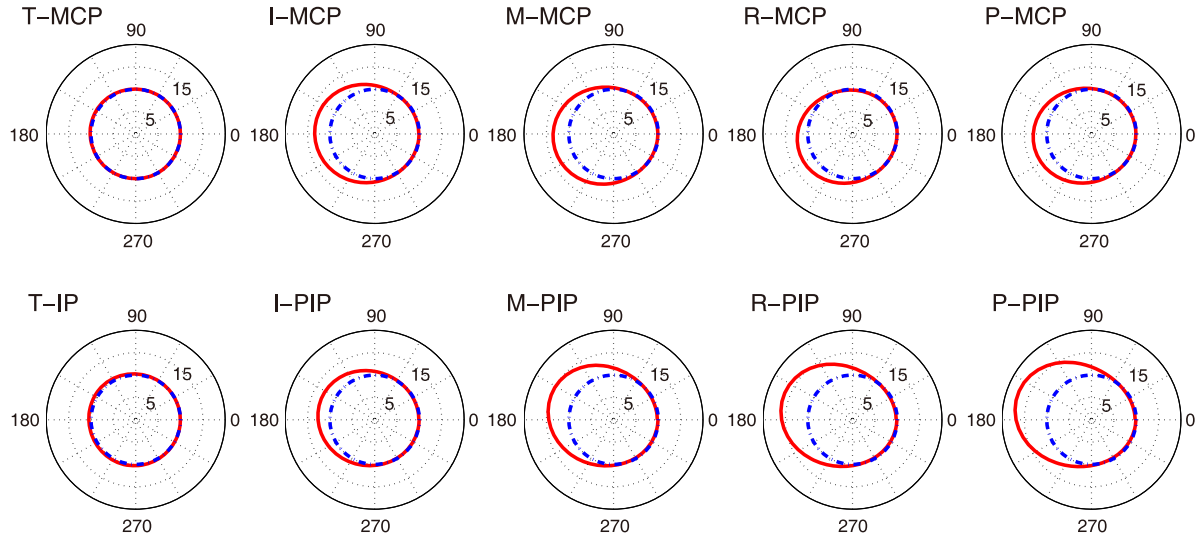 T–MCP I–MCP M–MCP R–MCP P–MCP
90 90 90 90 90
15 15 15 15 15
5 5 5 5 5
180 0 180 0 180 0 180 0 180 0
270 270 270 270 270
T–IP I–PIP M–PIP R–PIP P–PIP
90 90 90 90 90
15 15 15 15 15
5 5 5 5 5
180 0 180 0 180 0 180 0 180 0
270 270 270 270 270